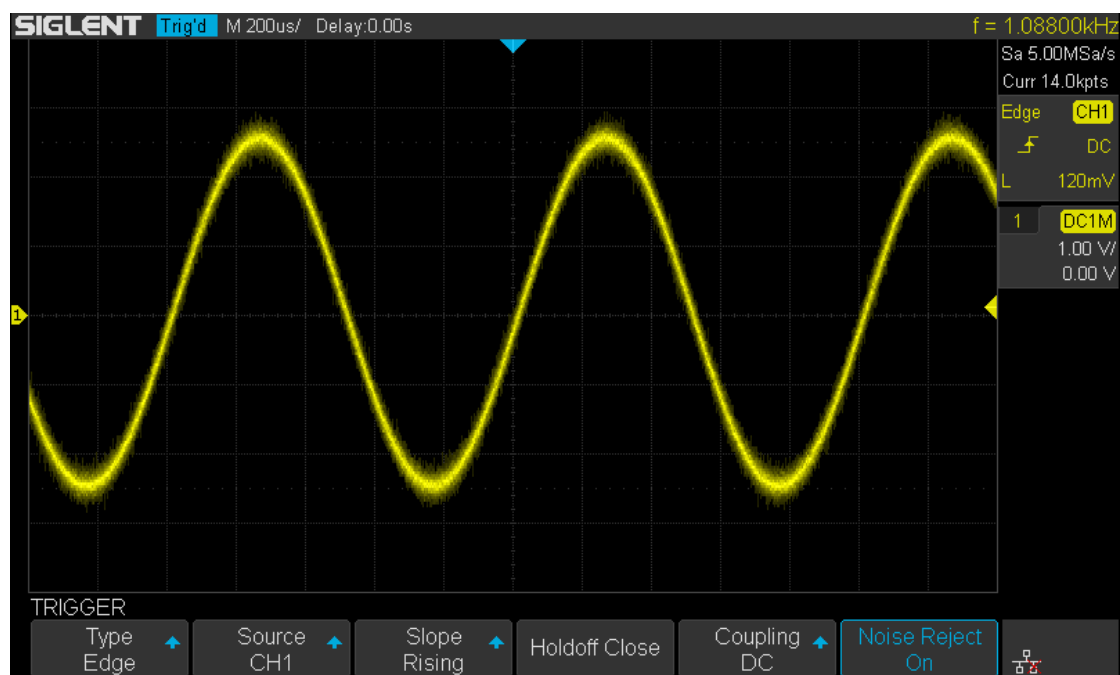 SIGLENT Trig'd M 200us/ Delay:0.00s f = 1.08800kHz
Sa 5.00MSa/s
Curr 14.0kpts
Edge CH1
DC
L 120mV
1 DC1M
1.00 V/
0.00 V
1
TRIGGER
Type Source Slope Holdoff Close Coupling Noise Reject
Edge CH1 Rising DC On